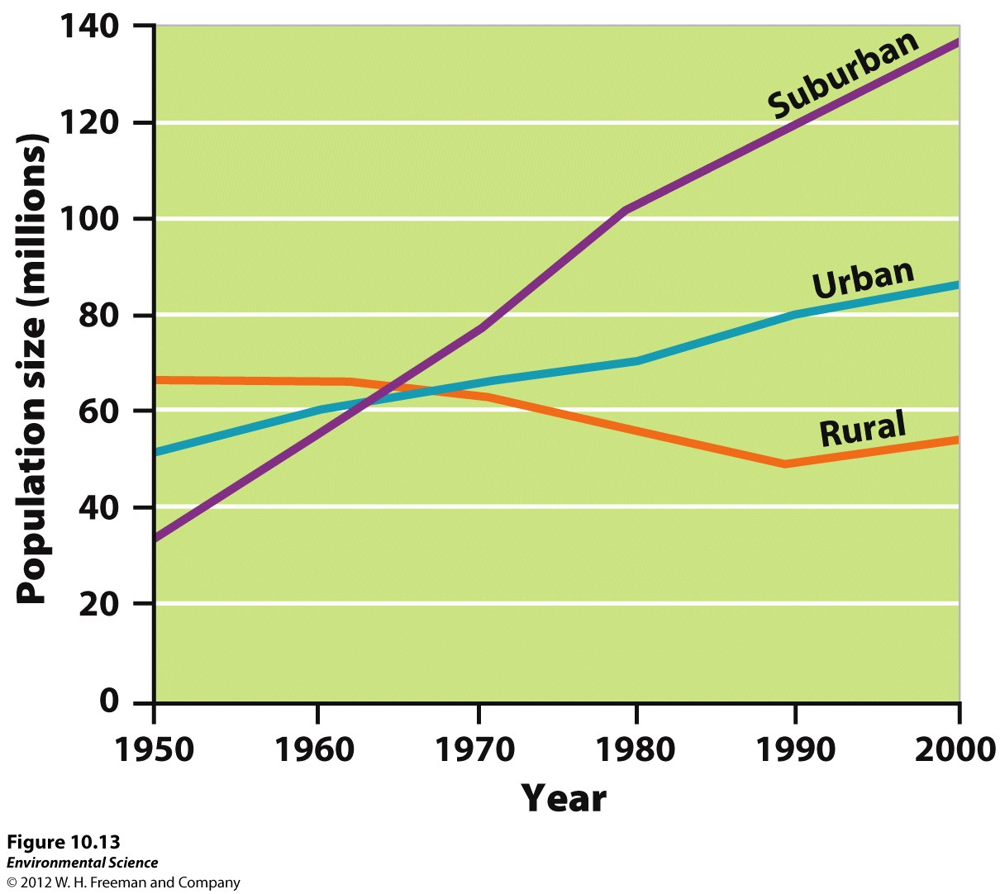 140
120
100
80
60
40
20
0
Population size (millions)
Suburban
Urban
Rural
1950 1960 1970 1980 1990 2000
Year
Figure 10.13
Environmental Science
© 2012 W. H. Freeman and Company